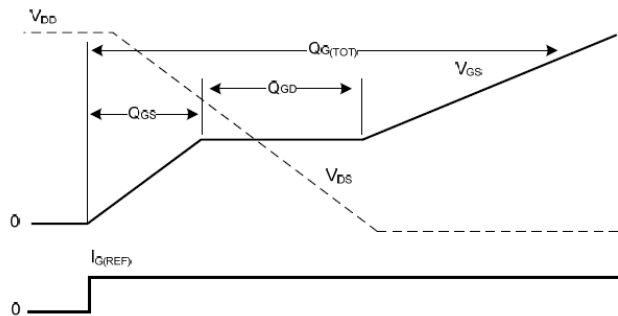 VDD
QG(TOT)
VGS
QGD
QGS
VDS
0
IG(REF)
0